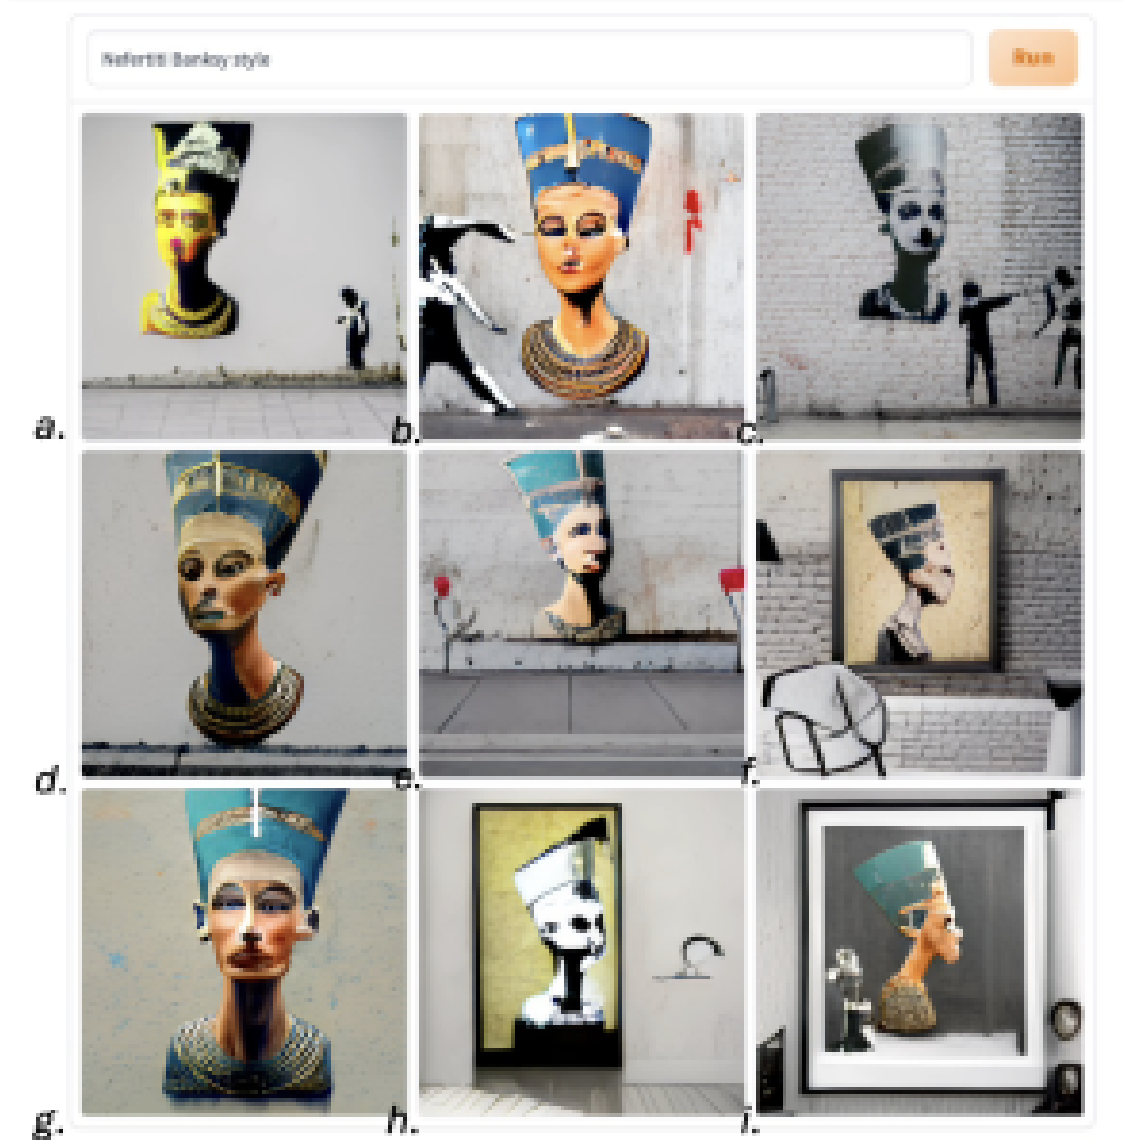 Nefertiti Banksy style
Run
a.
b.
c.
d.
e.
f.
g.
h.
i.